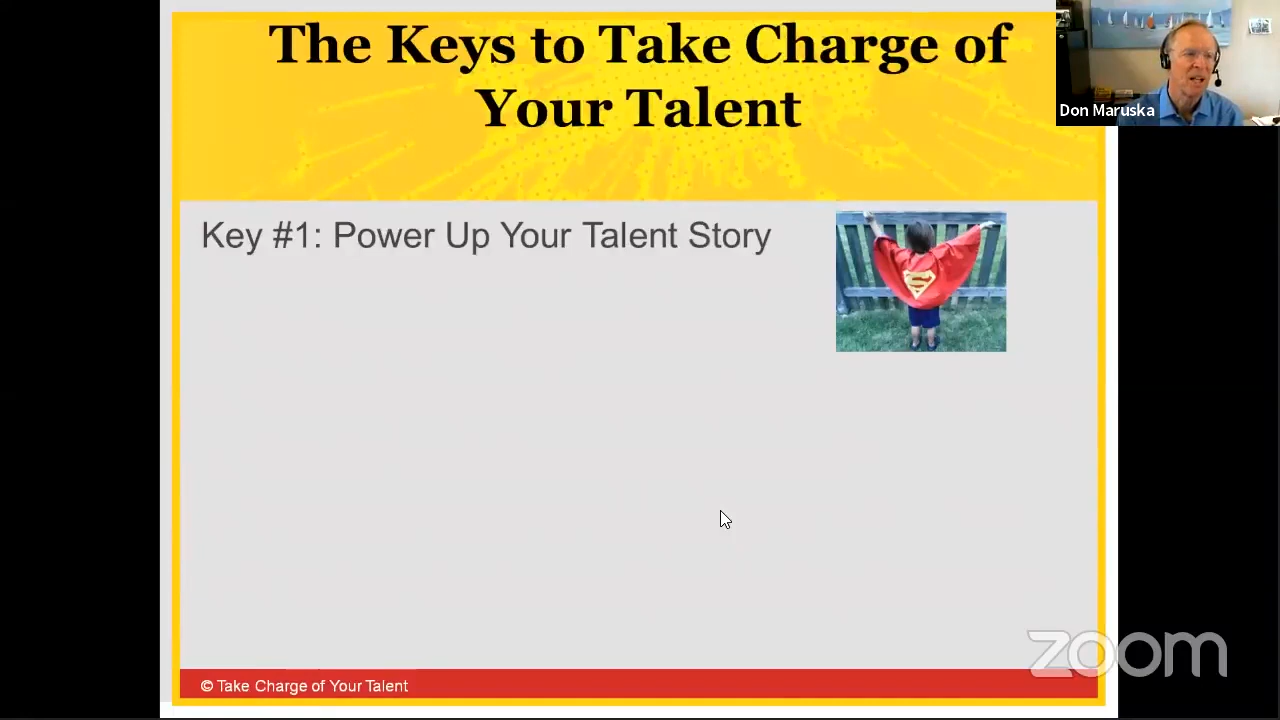 The Keys to Take Charge of
Your Talent
Don Maruska
Key #1: Power Up Your Talent Story
S
zoom
© Take Charge of Your Talent